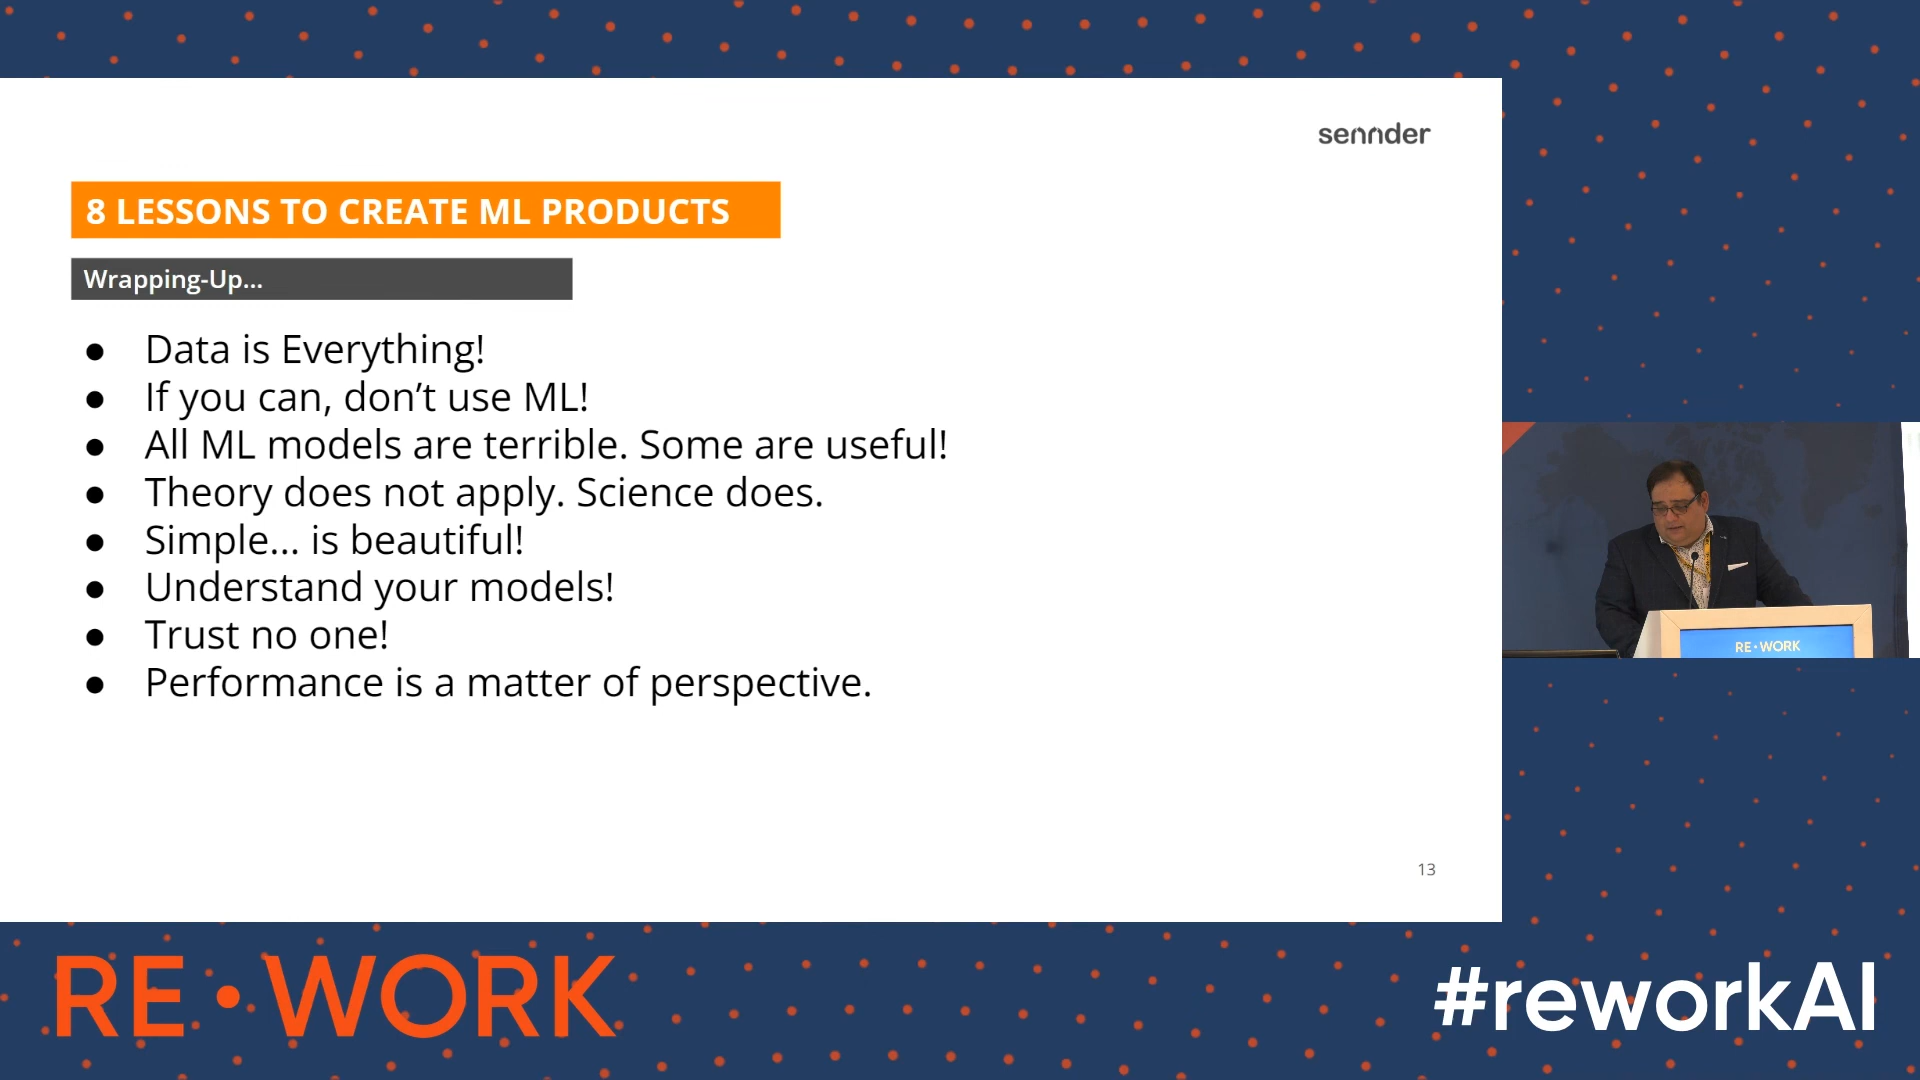 sennder
8 LESSONS TO CREATE ML PRODUCTS
Wrapping-Up...
● Data is Everything!
● If you can, don’t use ML!
● All ML models are terrible. Some are useful!
● Theory does not apply. Science does.
● Simple... is beautiful!
● Understand your models!
● Trust no one!
● Performance is a matter of perspective.
13
RE•WORK
RE•WORK
#reworkAI